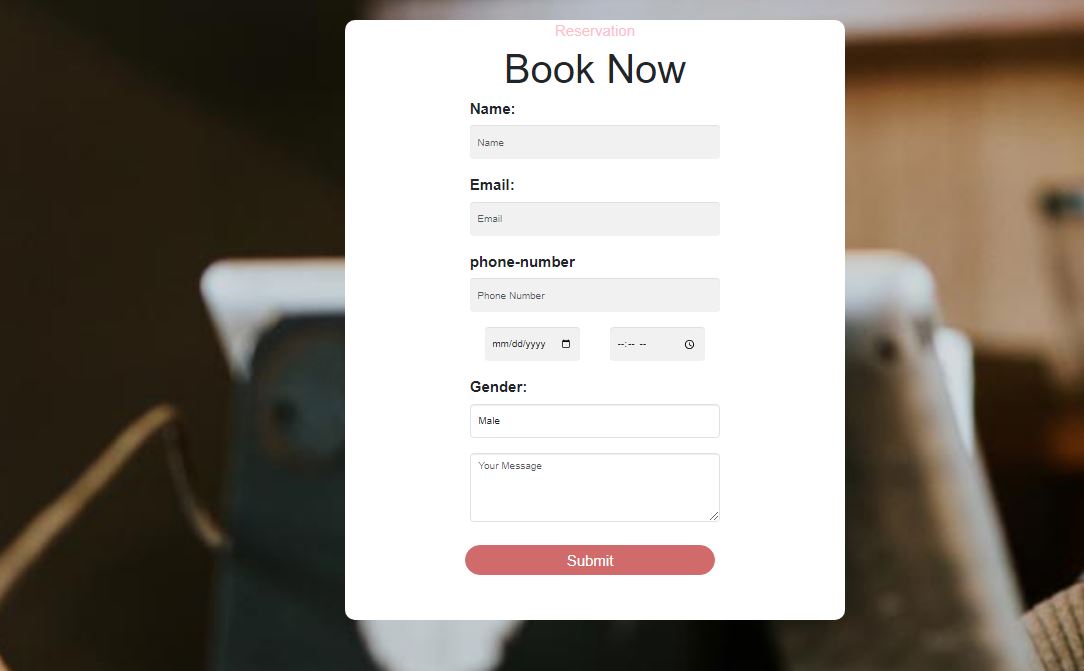 Reservation
Book Now
Name:
Name
Email:
Email
phone-number
Phone Number
mm/dd/yyyy --:-- --
Gender:
Male
Your Message
Submit